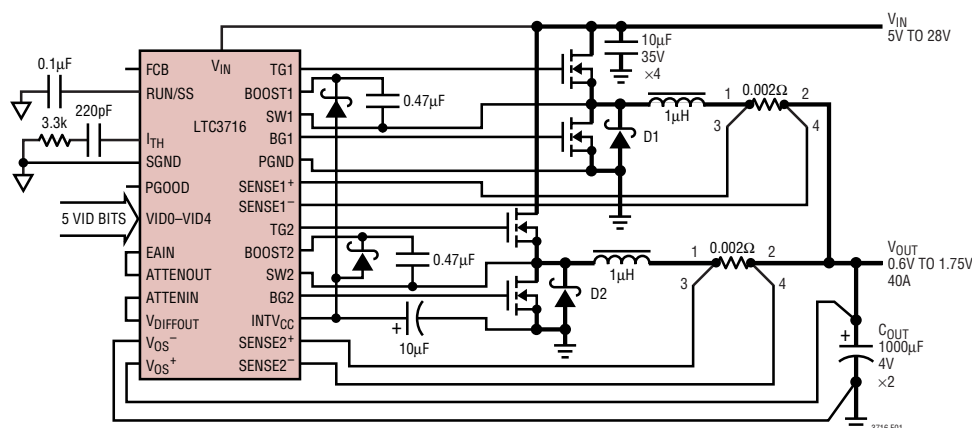 V_IN
5V TO 28V
10µF
35V
×4
0.1µF
220pF
3.3k
FCB
RUN/SS
I_TH
SGND
PGOOD
5 VID BITS
VID0–VID4
EAIN
ATTENOUT
ATTENIN
V_DIFFOUT
V_OS^–
V_OS^+
V_IN
LTC3716
TG1
BOOST1
SW1
BG1
PGND
SENSE1^+
SENSE1^–
TG2
BOOST2
SW2
BG2
INTV_CC
SENSE2^+
SENSE2^–
0.47µF
D1
1µH
0.002Ω
1
2
3
4
0.47µF
10µF
+
D2
1µH
0.002Ω
1
2
3
4
V_OUT
0.6V TO 1.75V
40A
+
C_OUT
1000µF
4V
×2
3716 F01